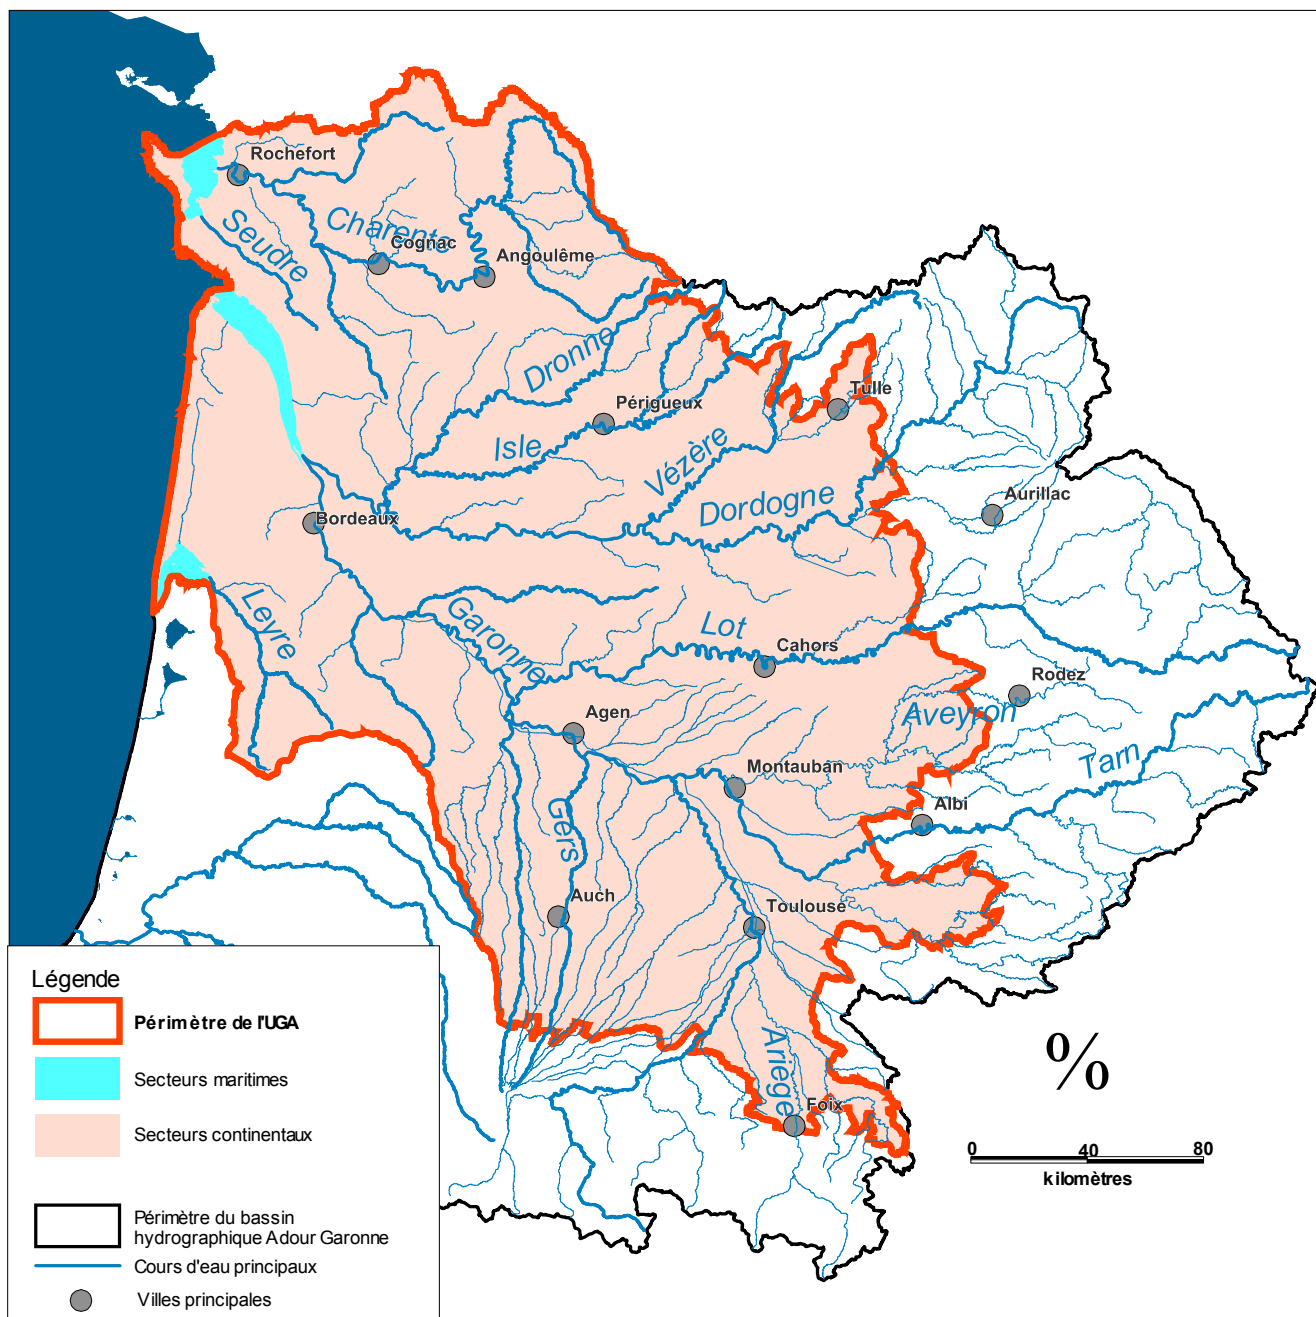 Rochefort
Charente
Seudre
Cognac
Angoulême
Dronne
Tulle
Périgueux
Isle
Vézère
Dordogne
Aurillac
Bordeaux
Leyre
Garonne
Lot
Cahors
Rodez
Aveyron
Agen
Tarn
Montauban
Albi
Gers
Auch
Toulouse
Ariège
Foix
%
0 40 80
kilomètres
Légende
Périmètre de l'UGA
Secteurs maritimes
Secteurs continentaux
Périmètre du bassin
hydrographique Adour Garonne
Cours d'eau principaux
Villes principales